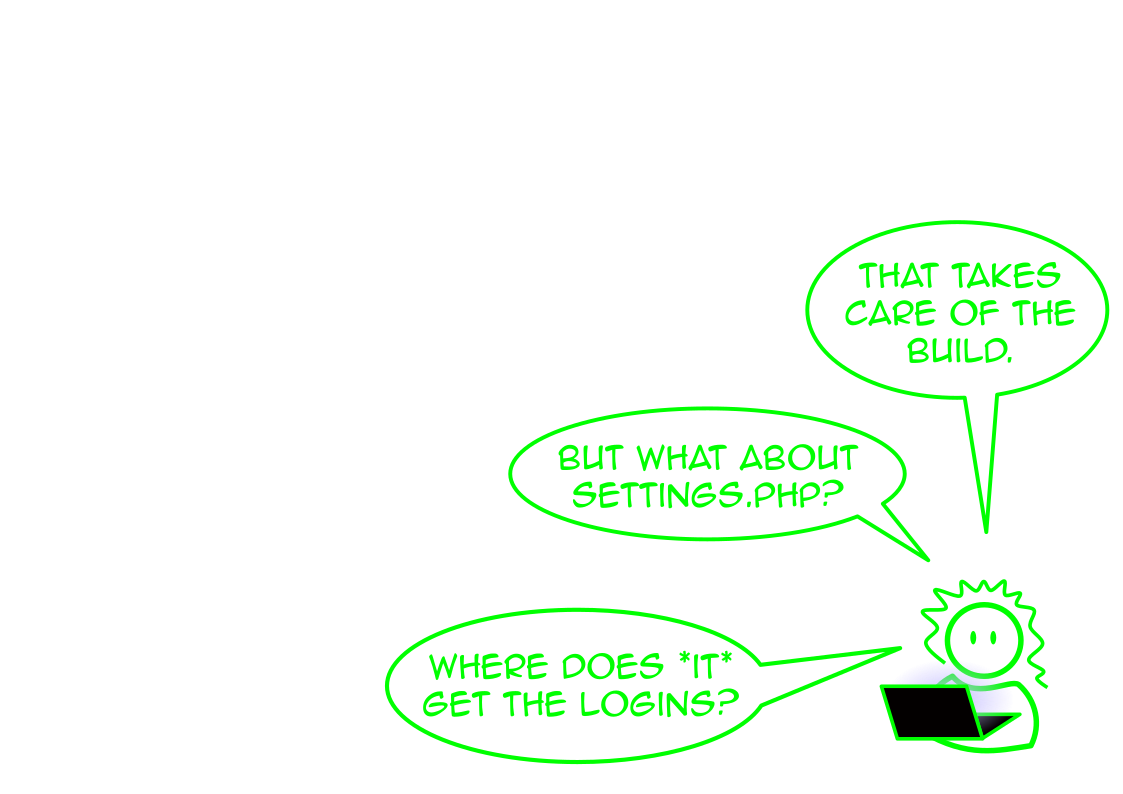 THAT TAKES
CARE OF THE
BUILD.
BUT WHAT ABOUT
SETTINGS.PHP?
WHERE DOES *IT*
GET THE LOGINS?